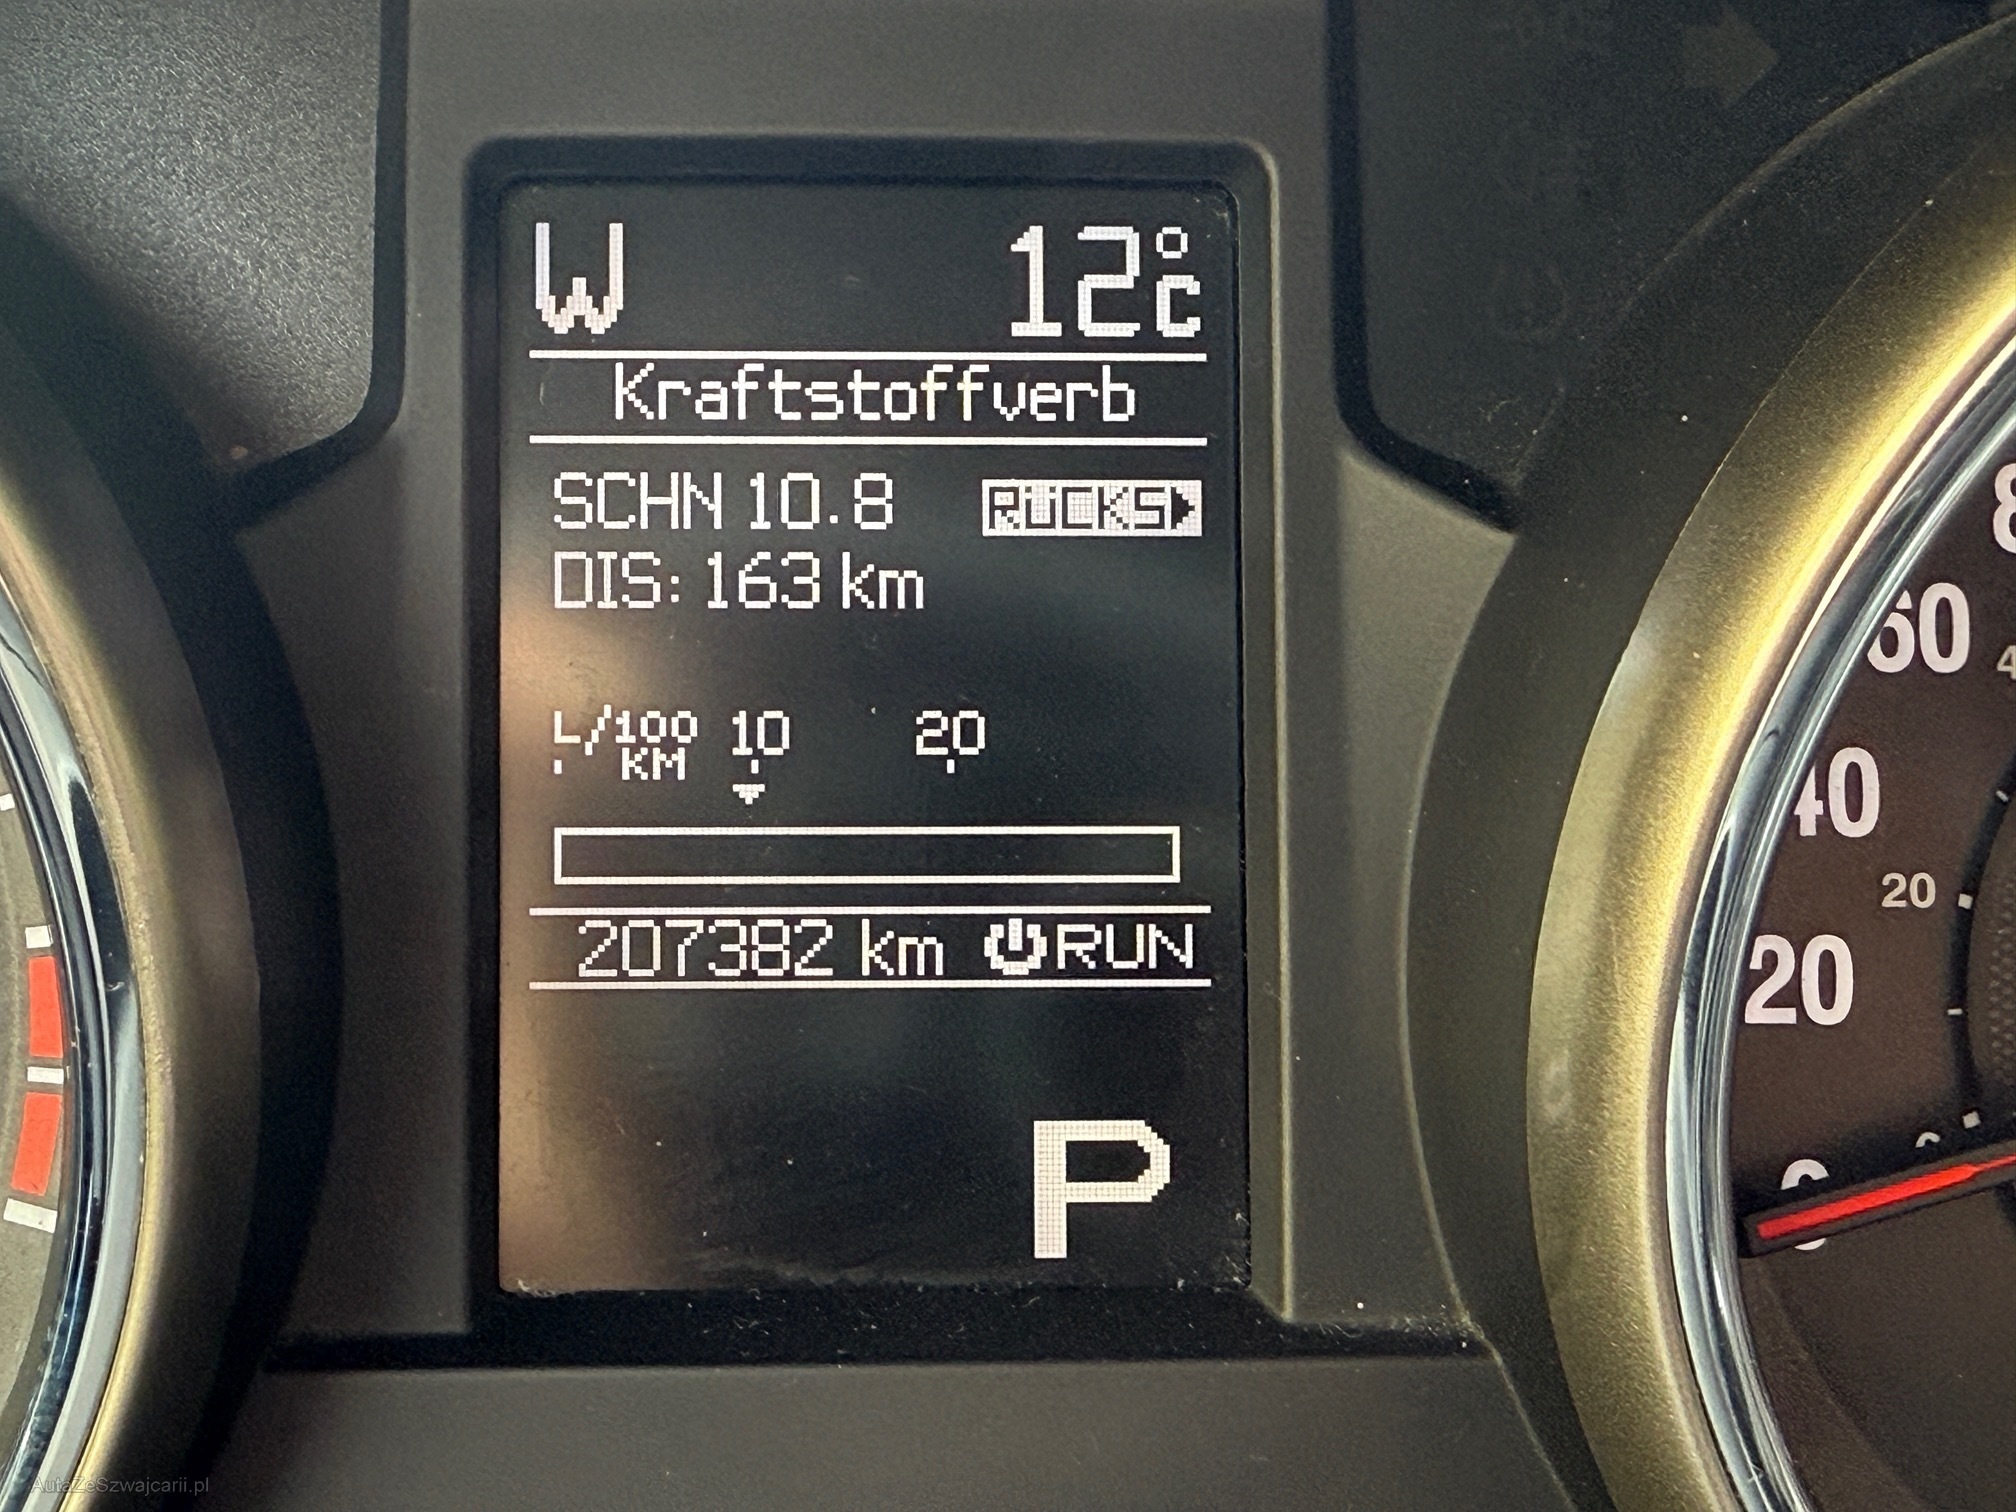 W 12°C
Kraftstoffverb
SCHN 10.8 RÜCKS
DIS: 163 km
L/100 KM 10 20
207382 km RUN
P
60
40
20
20
AutaZeSzwajcarii.pl